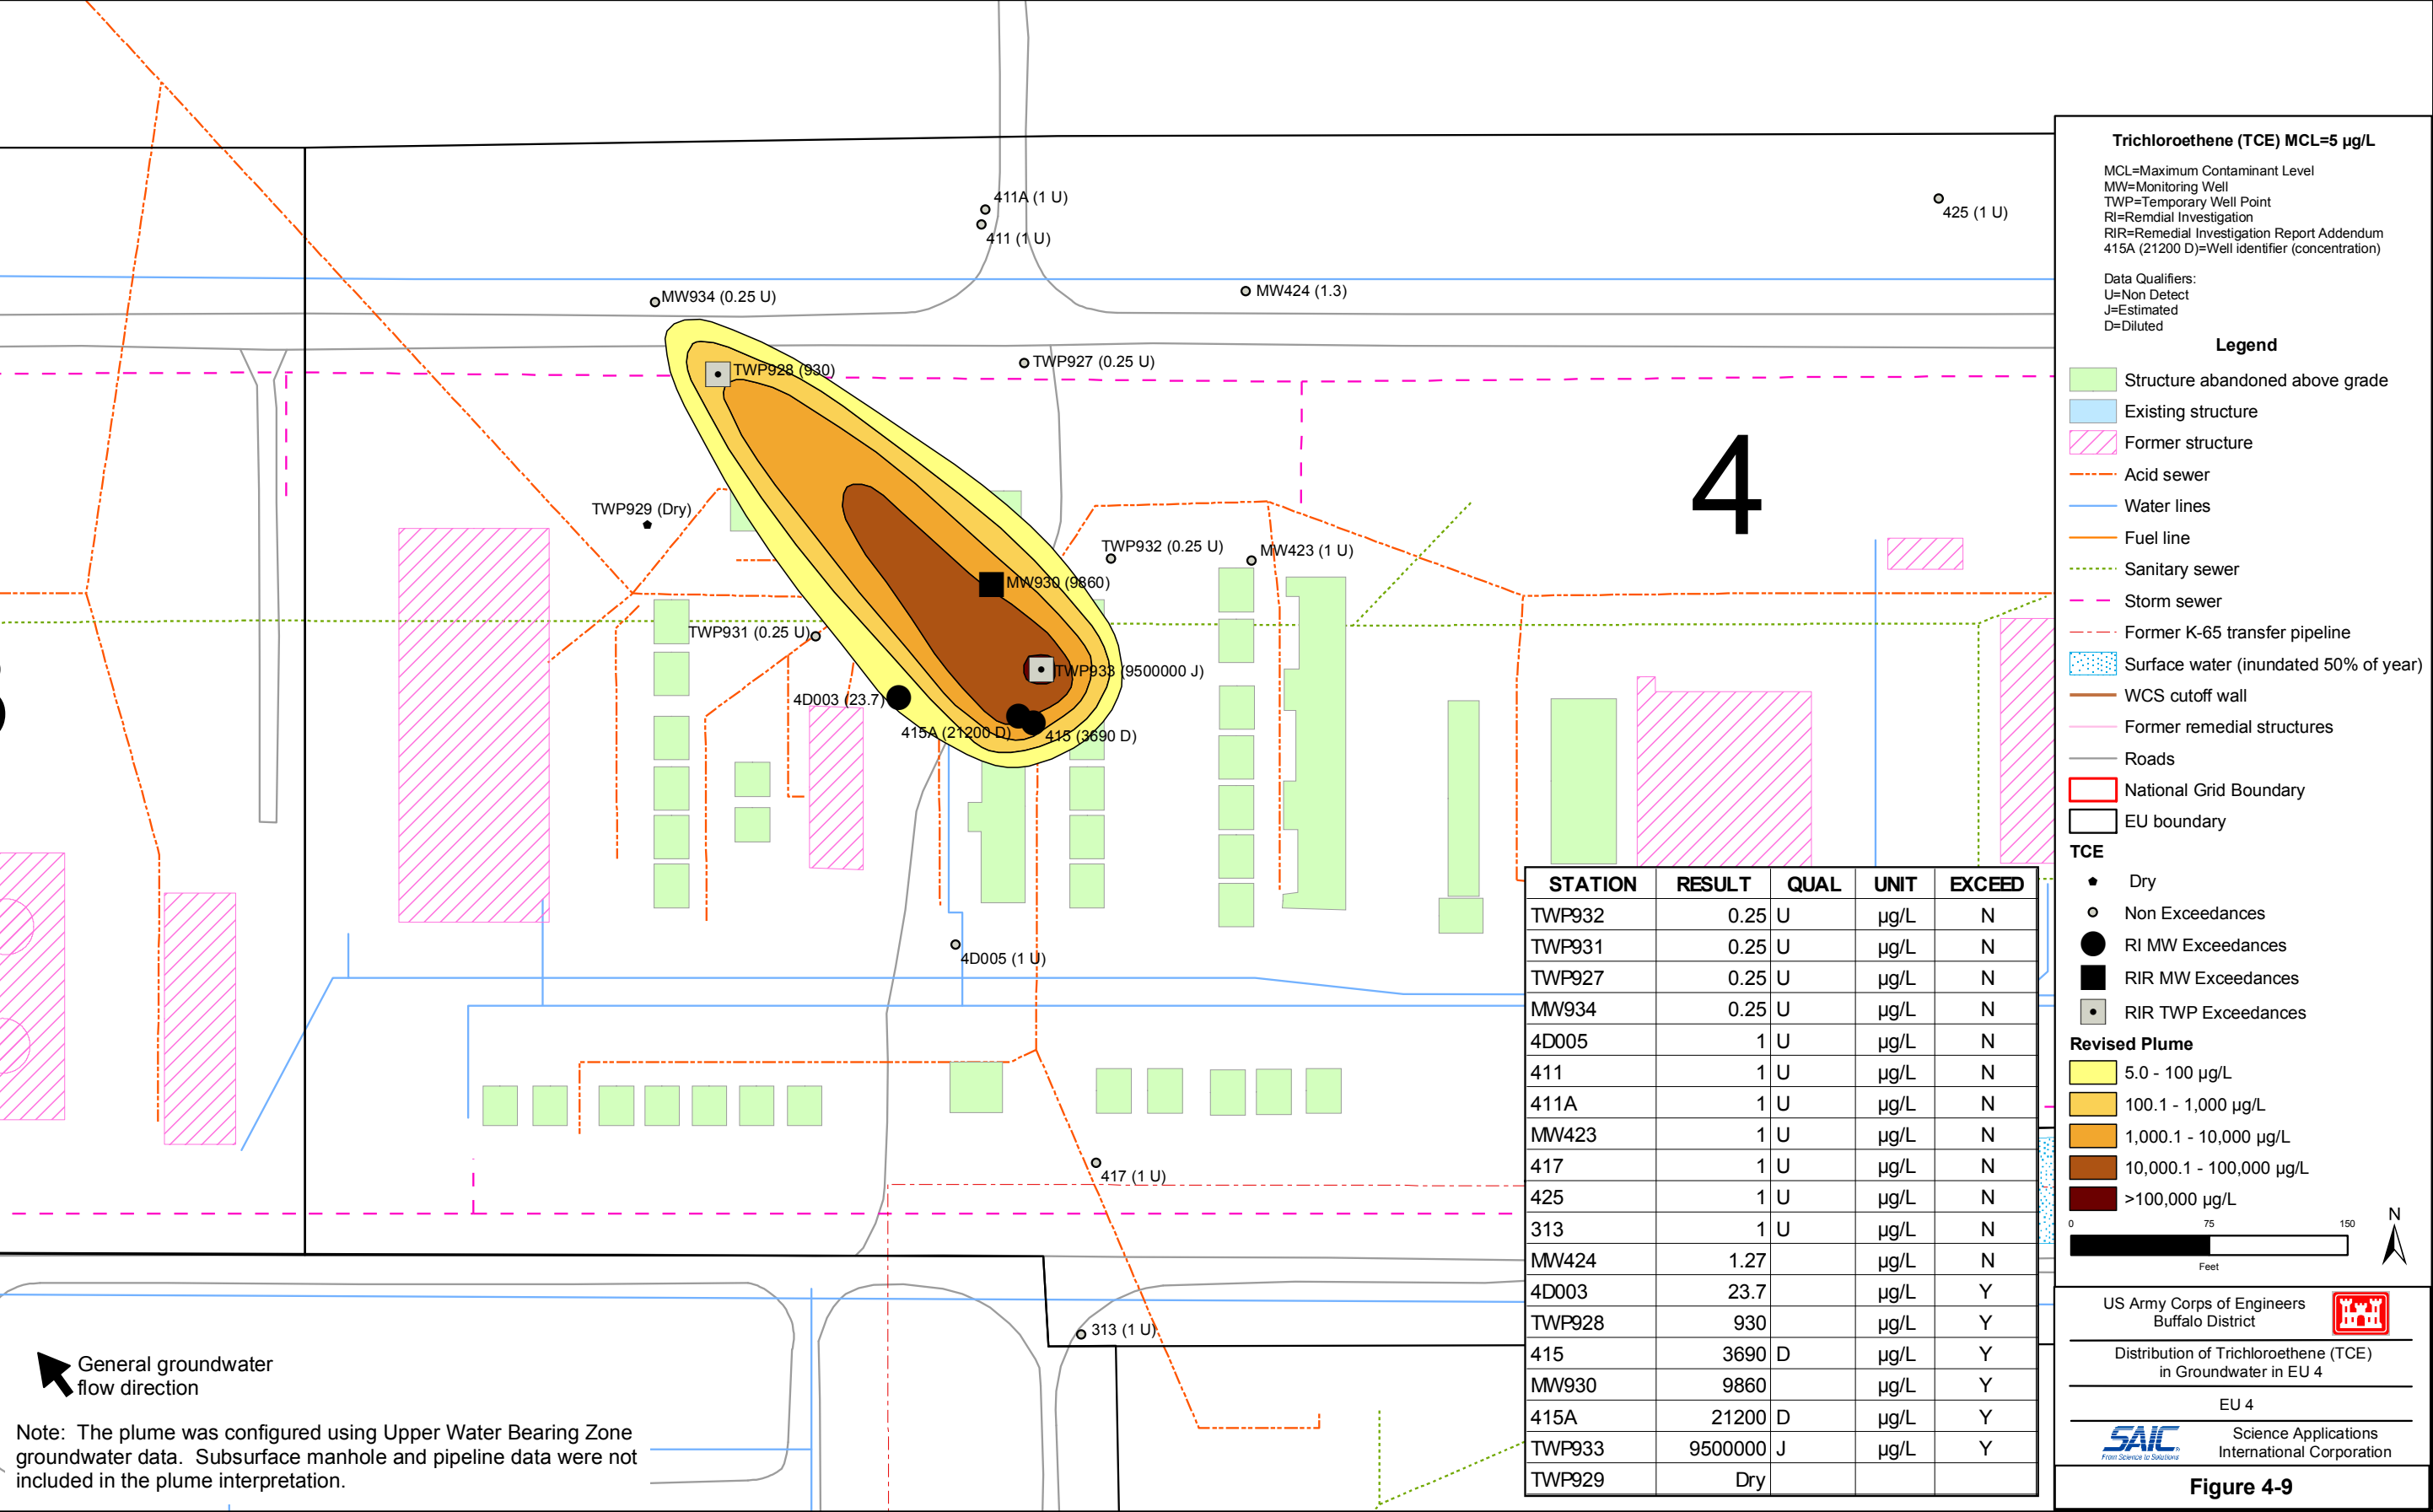 411A (1 U)
411 (1 U)
425 (1 U)
MW934 (0.25 U)
MW424 (1.3)
TWP928 (930)
TWP927 (0.25 U)
4
TWP929 (Dry)
TWP932 (0.25 U)
MW423 (1 U)
MW930 (9860)
TWP931 (0.25 U)
TWP933 (9500000 J)
4D003 (23.7)
415A (21200 D)
415 (3690 D)
4D005 (1 U)
417 (1 U)
313 (1 U)
General groundwater
flow direction
Note: The plume was configured using Upper Water Bearing Zone
groundwater data. Subsurface manhole and pipeline data were not
included in the plume interpretation.
STATION RESULT QUAL UNIT EXCEED
TWP932 0.25 U µg/L N
TWP931 0.25 U µg/L N
TWP927 0.25 U µg/L N
MW934 0.25 U µg/L N
4D005 1 U µg/L N
411 1 U µg/L N
411A 1 U µg/L N
MW423 1 U µg/L N
417 1 U µg/L N
425 1 U µg/L N
313 1 U µg/L N
MW424 1.27 µg/L N
4D003 23.7 µg/L Y
TWP928 930 µg/L Y
415 3690 D µg/L Y
MW930 9860 µg/L Y
415A 21200 D µg/L Y
TWP933 9500000 J µg/L Y
TWP929 Dry
Trichloroethene (TCE) MCL=5 µg/L
MCL=Maximum Contaminant Level
MW=Monitoring Well
TWP=Temporary Well Point
RI=Remdial Investigation
RIR=Remedial Investigation Report Addendum
415A (21200 D)=Well identifier (concentration)
Data Qualifiers:
U=Non Detect
J=Estimated
D=Diluted
Legend
Structure abandoned above grade
Existing structure
Former structure
Acid sewer
Water lines
Fuel line
Sanitary sewer
Storm sewer
Former K-65 transfer pipeline
Surface water (inundated 50% of year)
WCS cutoff wall
Former remedial structures
Roads
National Grid Boundary
EU boundary
TCE
Dry
Non Exceedances
RI MW Exceedances
RIR MW Exceedances
RIR TWP Exceedances
Revised Plume
5.0 - 100 µg/L
100.1 - 1,000 µg/L
1,000.1 - 10,000 µg/L
10,000.1 - 100,000 µg/L
>100,000 µg/L
0 75 150
Feet
N
US Army Corps of Engineers
Buffalo District
Distribution of Trichloroethene (TCE)
in Groundwater in EU 4
EU 4
SAIC
From Science to Solutions
Science Applications
International Corporation
Figure 4-9